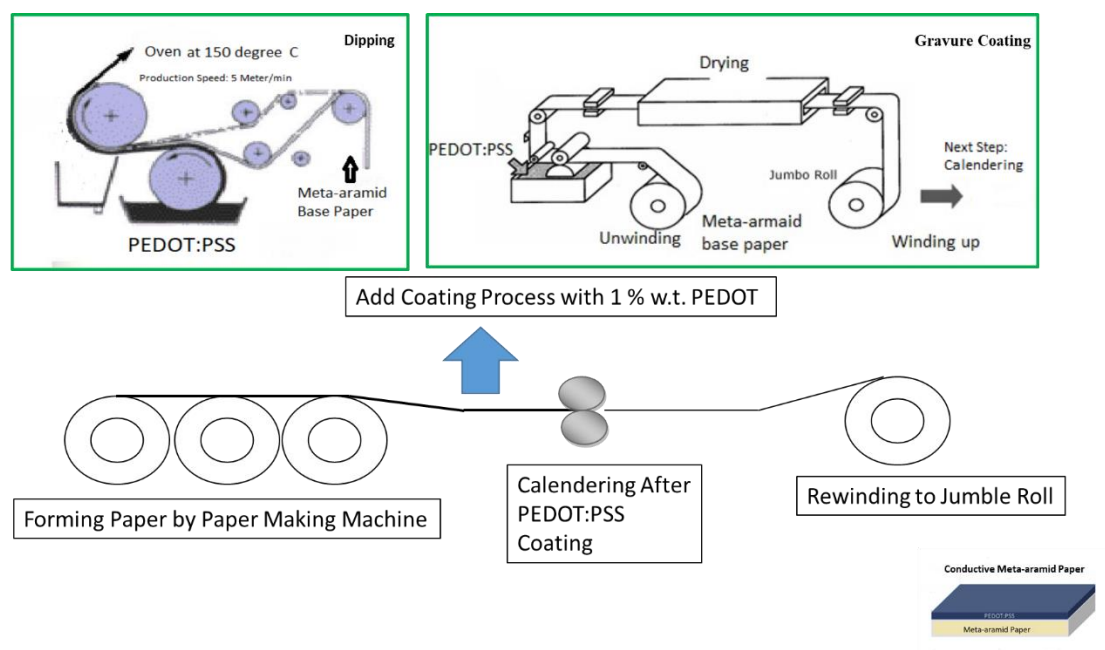 Dipping
Oven at 150 degree C
Production Speed: 5 Meter/min
Meta-aramid
Base Paper
PEDOT:PSS
Gravure Coating
Drying
PEDOT:PSS
Next Step:
Calendering
Jumbo Roll
Unwinding
Meta-armaid
base paper
Winding up
Add Coating Process with 1 % w.t. PEDOT
Forming Paper by Paper Making Machine
Calendering After
PEDOT:PSS
Coating
Rewinding to Jumble Roll
Conductive Meta-aramid Paper
PEDOT:PSS
Meta-aramid Paper